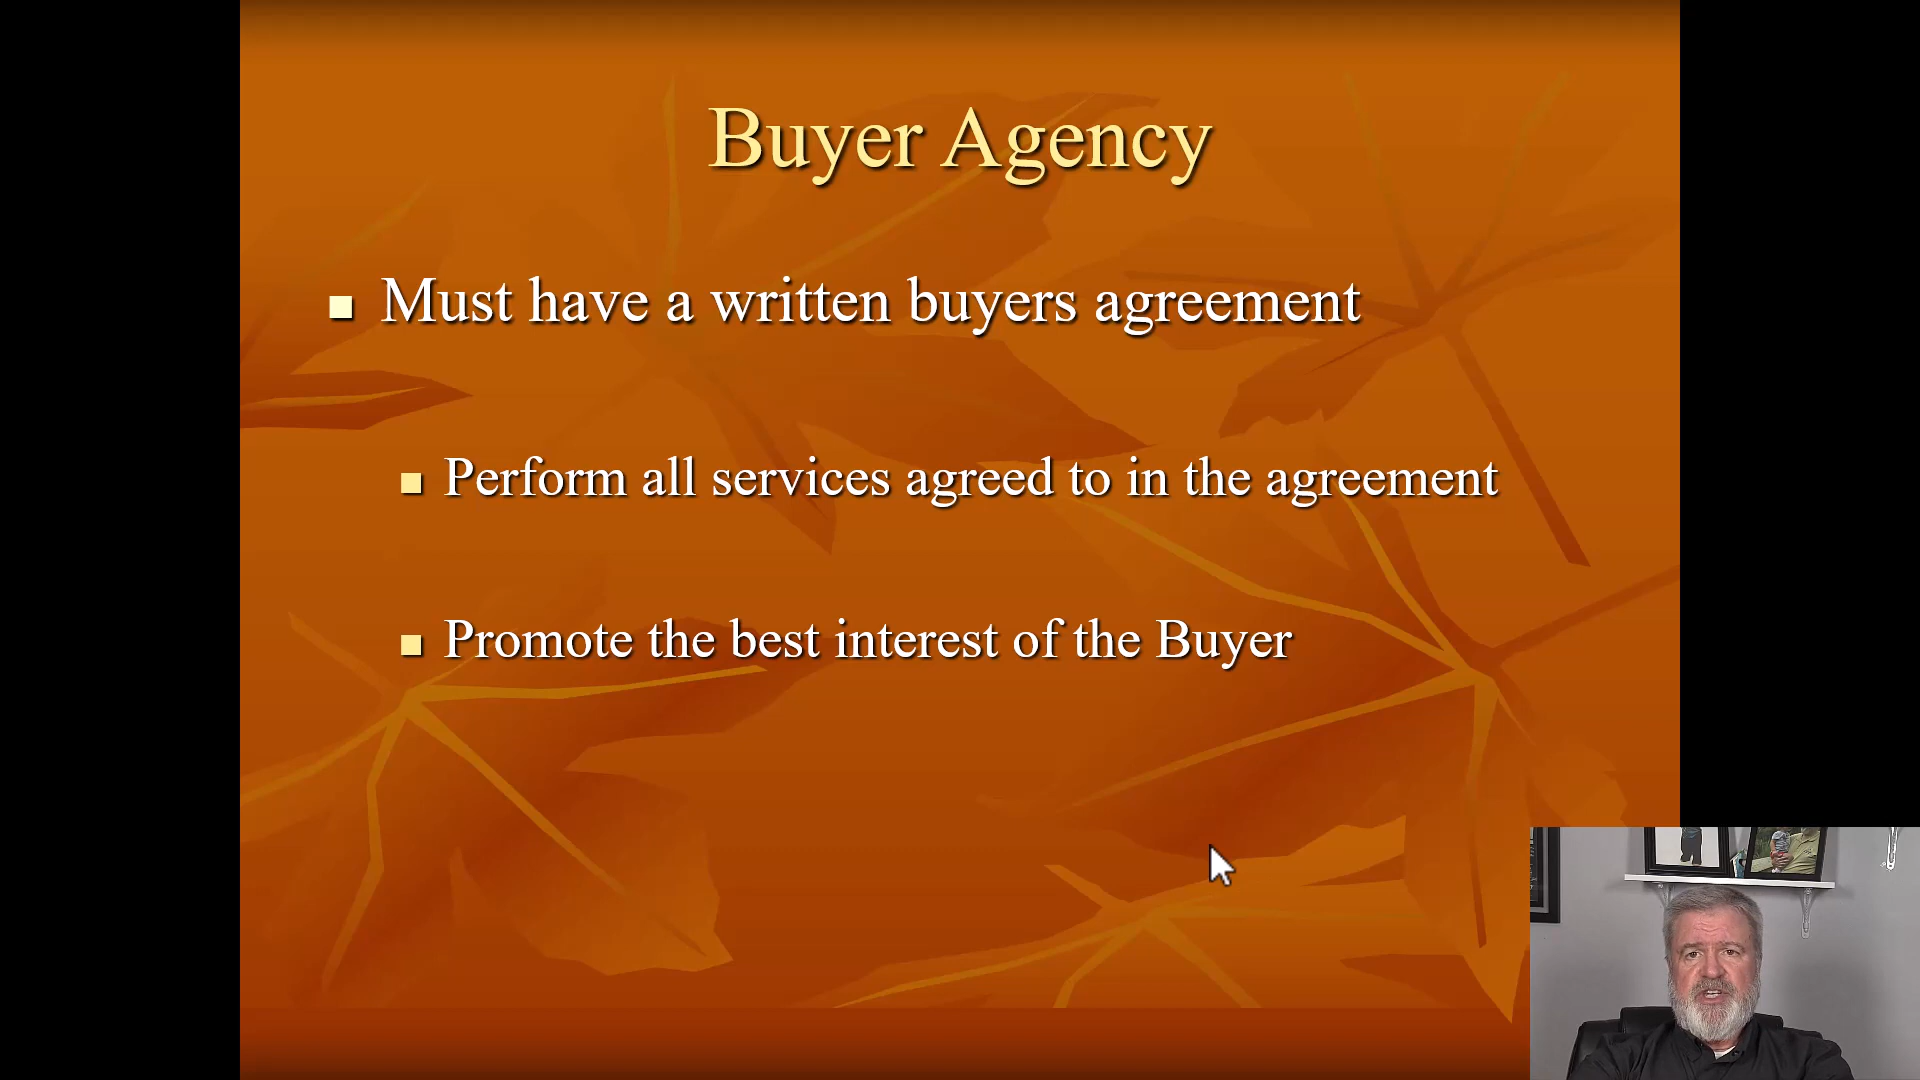 Buyer Agency
Must have a written buyers agreement
Perform all services agreed to in the agreement
Promote the best interest of the Buyer